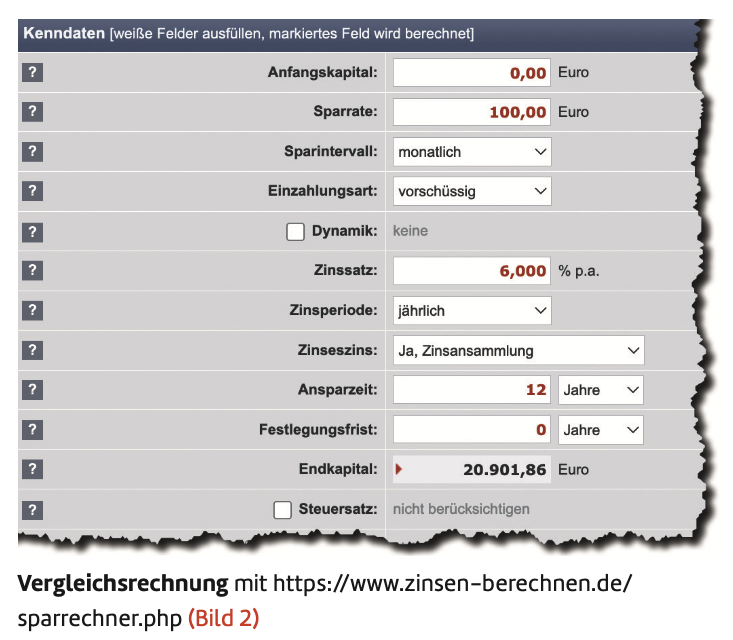 Kenndaten [weiße Felder ausfüllen, markiertes Feld wird berechnet]
? Anfangskapital: 0,00 Euro
? Sparrate: 100,00 Euro
? Sparintervall: monatlich
? Einzahlungsart: vorschüssig
? Dynamik: keine
? Zinssatz: 6,000 % p.a.
? Zinsperiode: jährlich
? Zinseszins: Ja, Zinsansammlung
? Ansparzeit: 12 Jahre
? Festlegungsfrist: 0 Jahre
? Endkapital: 20.901,86 Euro
? Steuersatz: nicht berücksichtigen
Vergleichsrechnung mit https://www.zinsen-berechnen.de/
sparrechner.php (Bild 2)